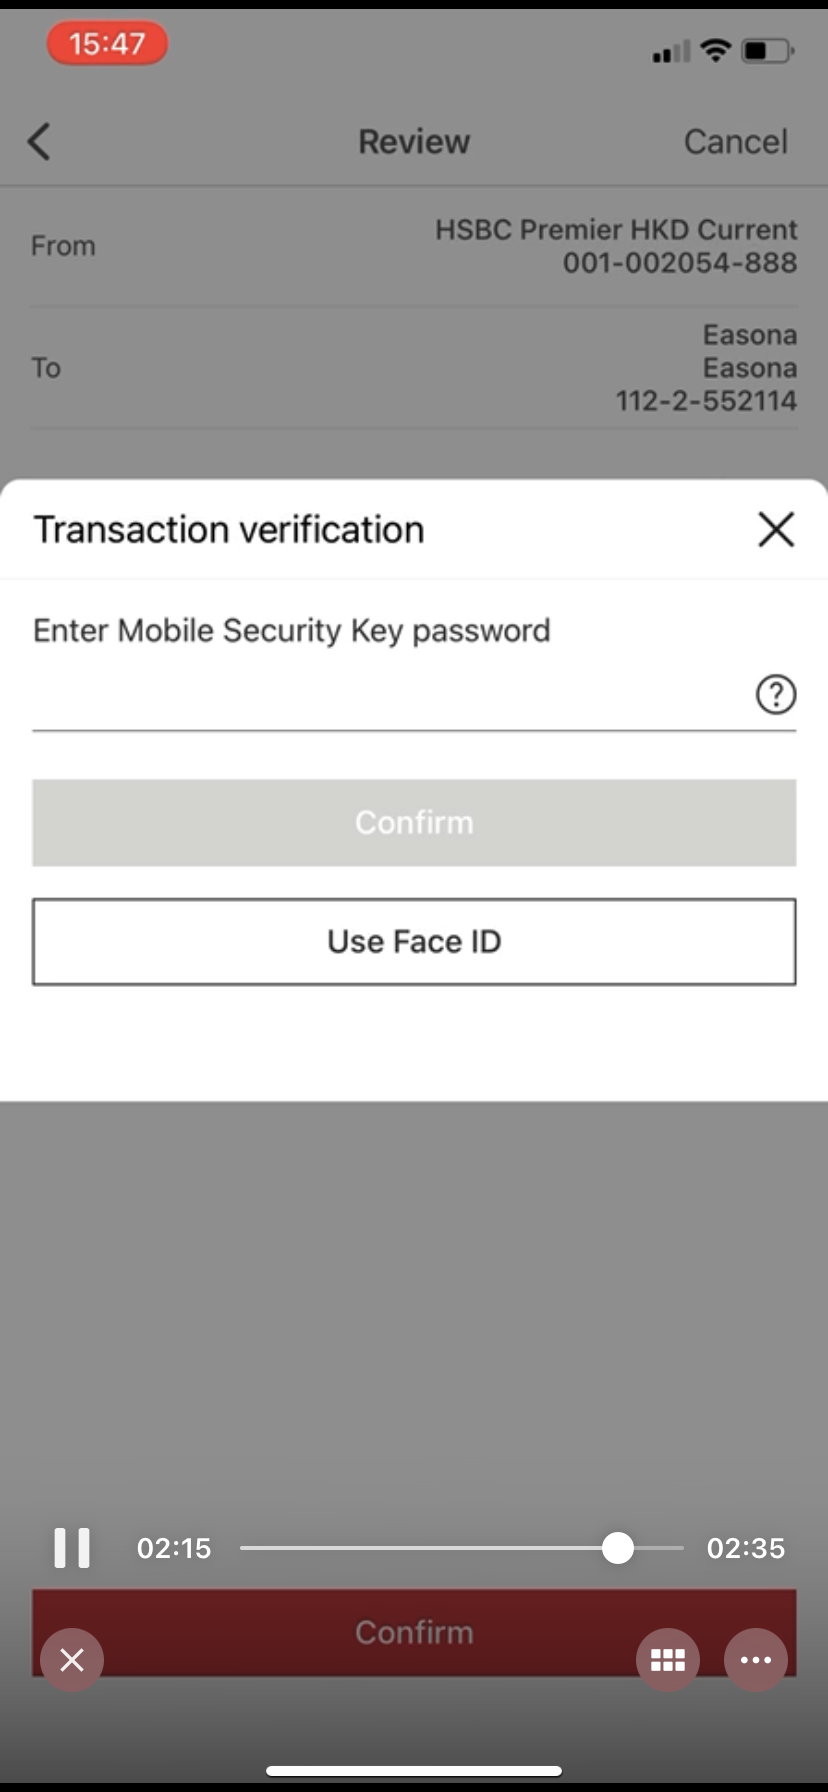 15:47
Review
Cancel
From
HSBC Premier HKD Current
001-002054-888
To
Easona
Easona
112-2-552114
Transaction verification
Enter Mobile Security Key password
?
Confirm
Use Face ID
02:15
02:35
Confirm